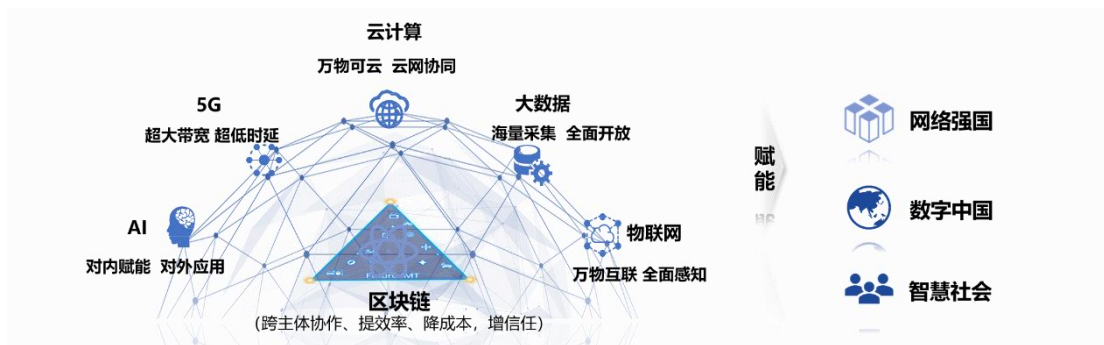 云计算
万物可云 云网协同
5G
超大带宽 超低时延
大数据
海量采集 全面开放
AI
对内赋能 对外应用
物联网
万物互联 全面感知
区块链
（跨主体协作、提效率、降成本，增信任）
赋能
网络强国
数字中国
智慧社会